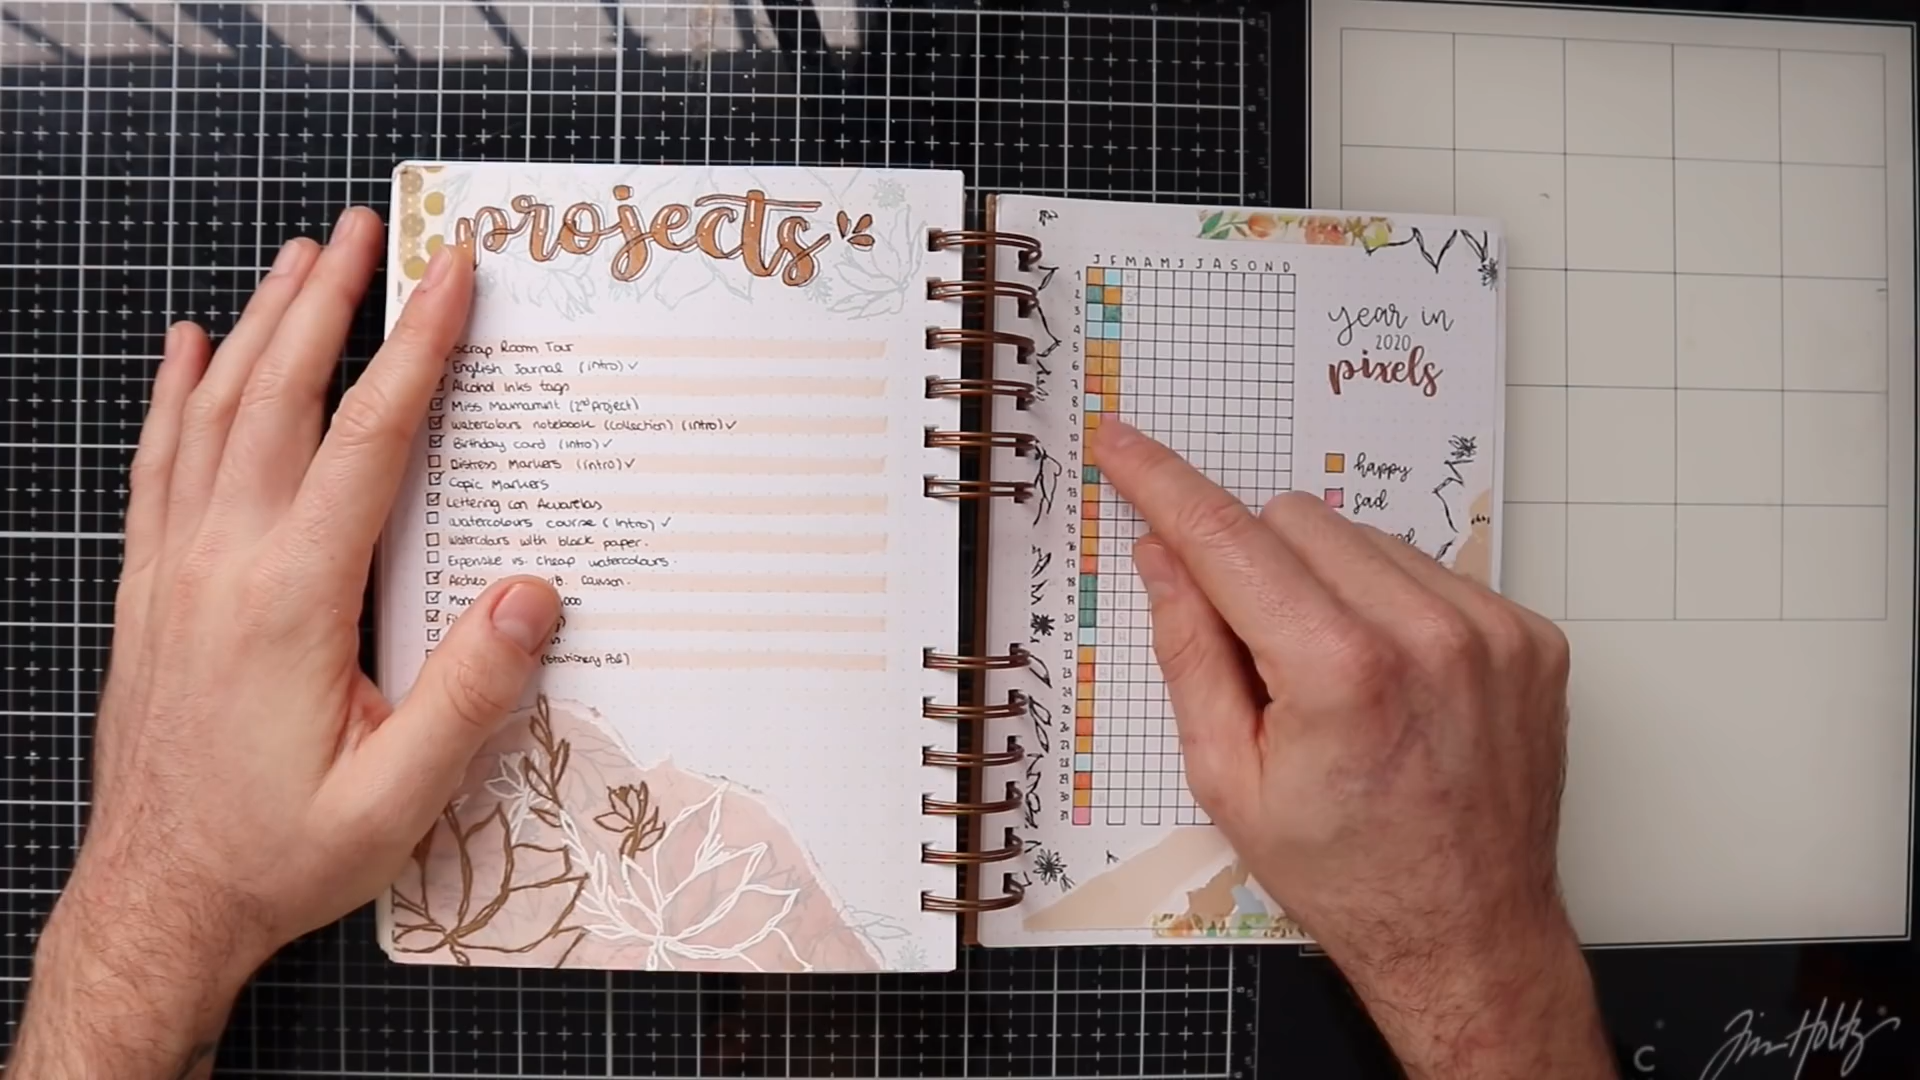 projects
Scrap Room Tour
English Journal (intro) ✓
Alcohol Inks tags
Miss Mamamint (2nd Project)
Watercolours notebook (collection) (intro) ✓
Birthday card (intro) ✓
Distress Markers (intro) ✓
Copic Markers
Lettering con Acuarelas
Watercolours course (intro) ✓
Watercolours with black paper.
Expensive vs. Cheap watercolours.
Arches
(Stationery Pal)
J F M A M J J A S O N D
1
2
3
4
5
6
7
8
9
10
11
12
13
14
15
16
17
18
19
20
21
22
23
24
26
27
28
29
30
31
year in
2020
pixels
happy
sad
Tim Holtz